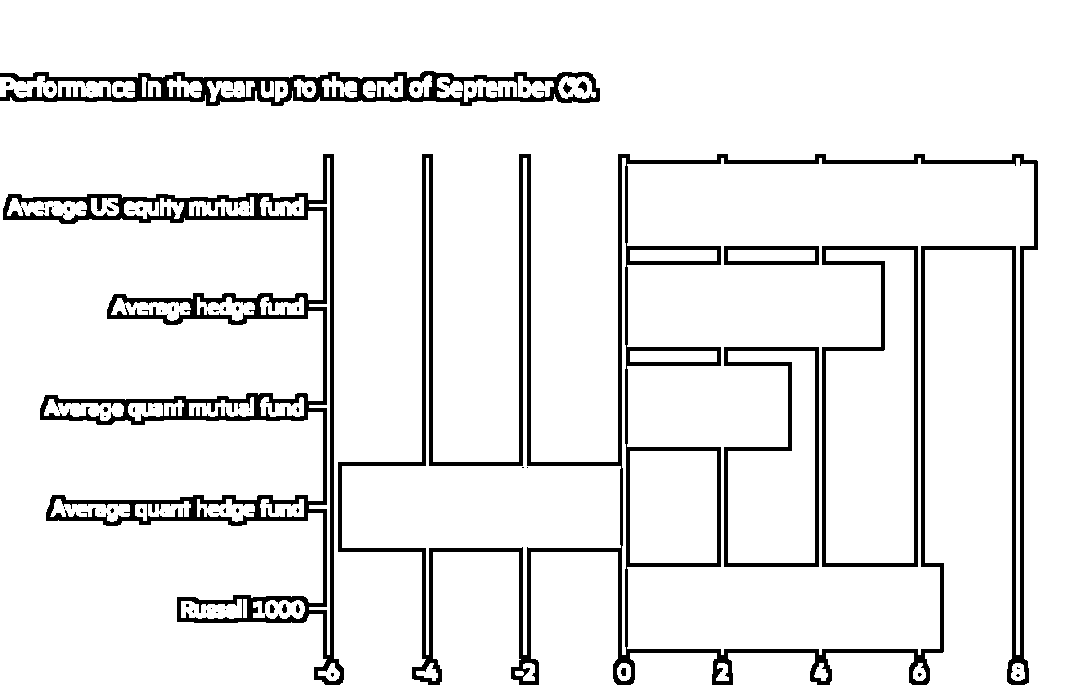 Performance in the year up to the end of September (%).
Average US equity mutual fund
Average hedge fund
Average quant mutual fund
Average quant hedge fund
Russell 1000
-6 -4 -2 0 2 4 6 8